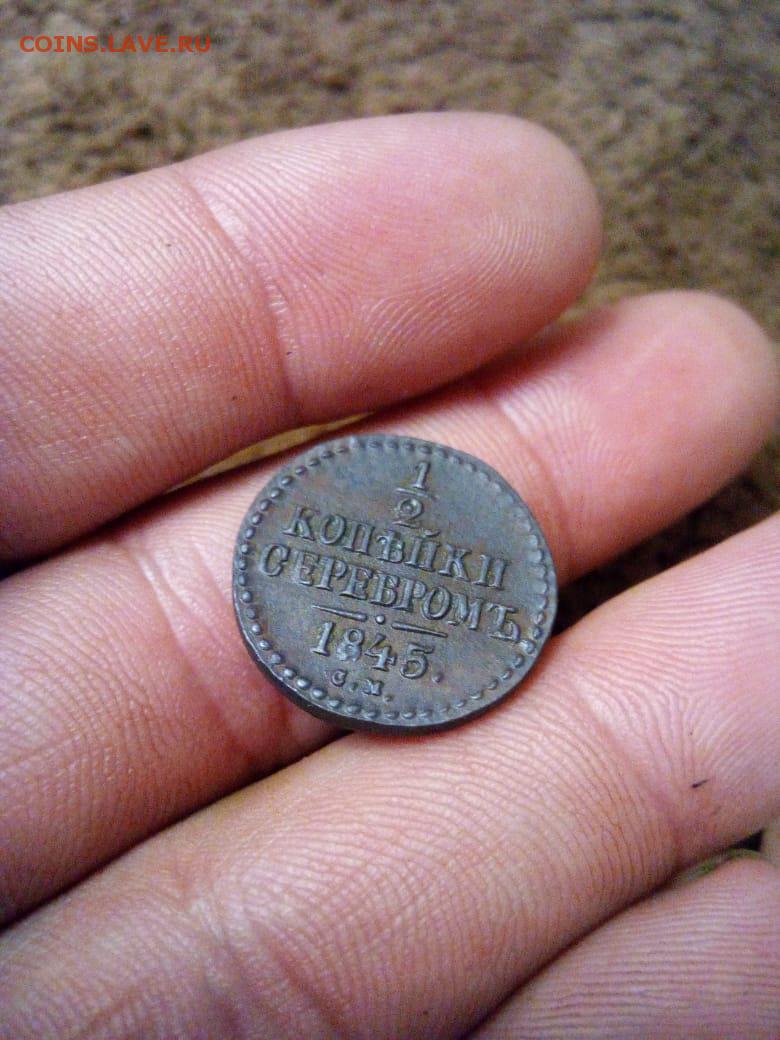 COINS.LAVE.RU
1
2
КОПѢЙКИ
СЕРЕБРОМЪ
1845.
С.М.